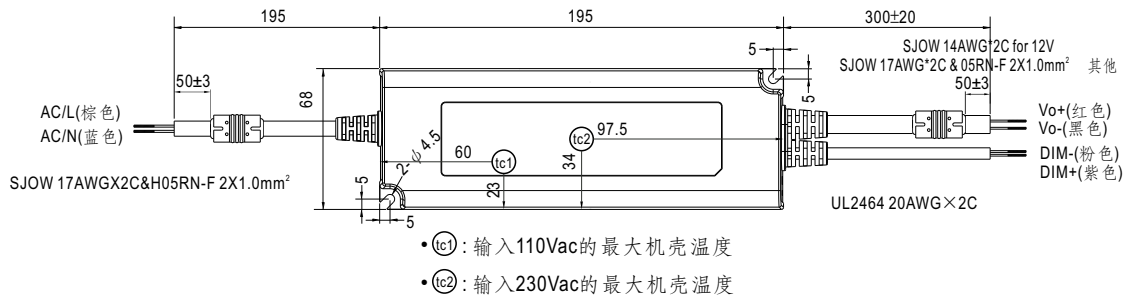 195
195
300±20
SJOW 14AWG*2C for 12V
SJOW 17AWG*2C & 05RN-F 2X1.0mm² 其他
5
50±3
50±3
68
5
AC/L(棕色)
AC/N(蓝色)
Vo+(红色)
Vo-(黑色)
2-φ4.5
tc2
97.5
60
tc1
34
DIM-(粉色)
DIM+(紫色)
SJOW 17AWGX2C&H05RN-F 2X1.0mm²
5
23
UL2464 20AWG×2C
5
•tc1: 输入110Vac的最大机壳温度
•tc2: 输入230Vac的最大机壳温度